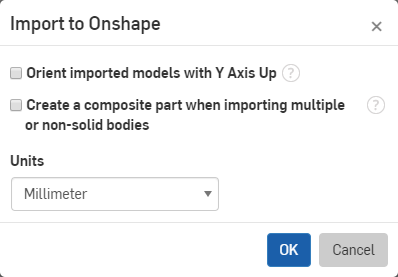 Import to Onshape
Orient imported models with Y Axis Up ?
Create a composite part when importing multiple ?
or non-solid bodies
Units
Millimeter
OK Cancel